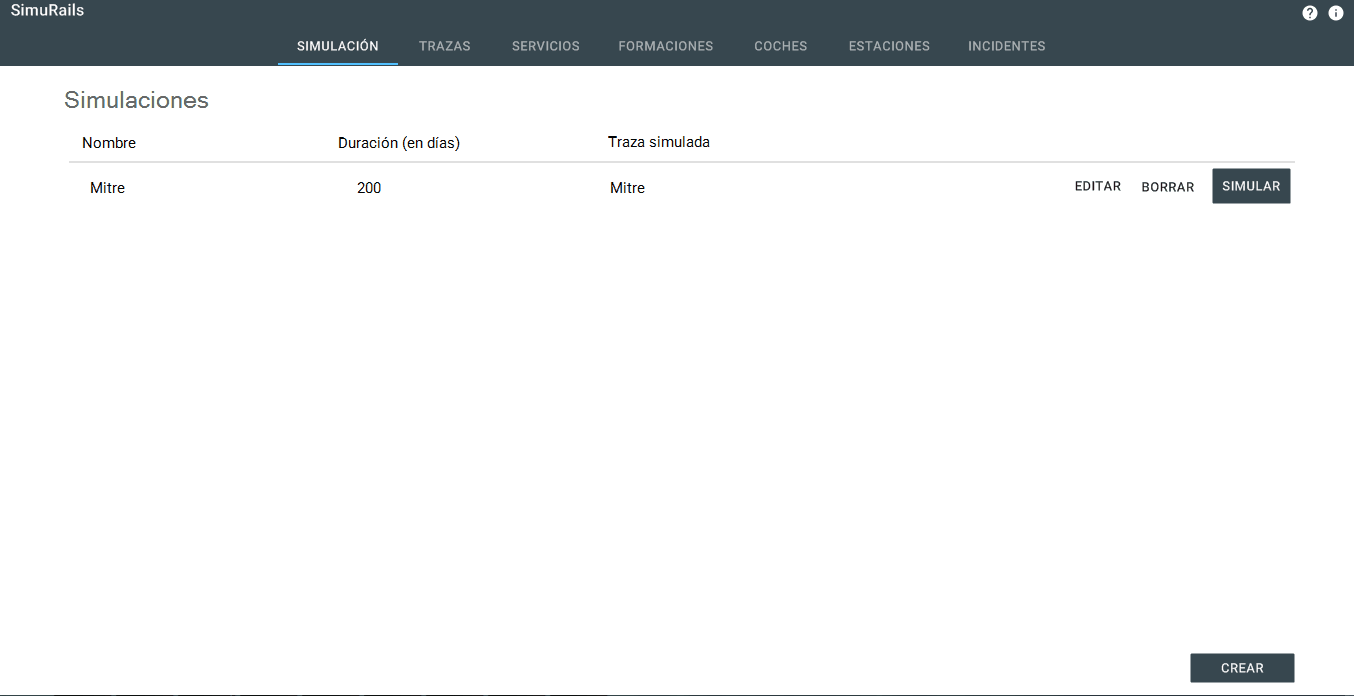 SimuRails
SIMULACIÓN TRAZAS SERVICIOS FORMACIONES COCHES ESTACIONES INCIDENTES
Simulaciones
Nombre Duración (en días) Traza simulada
Mitre 200 Mitre EDITAR BORRAR SIMULAR
CREAR